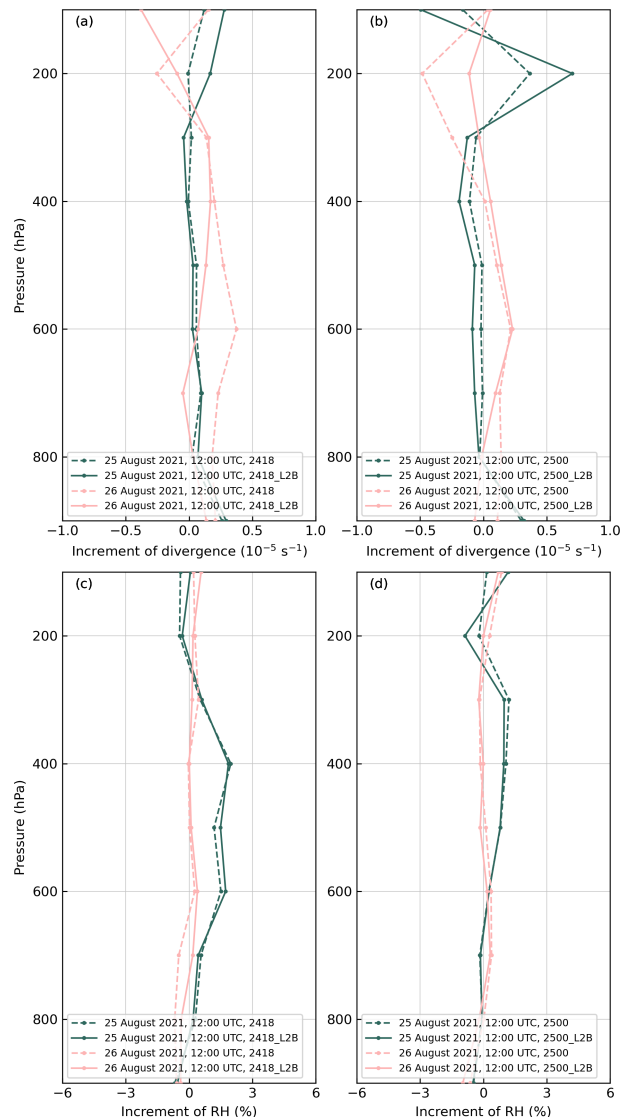 (a)
(b)
200
400
600
800
Pressure (hPa)
25 August 2021, 12:00 UTC, 2418
25 August 2021, 12:00 UTC, 2418_L2B
26 August 2021, 12:00 UTC, 2418
26 August 2021, 12:00 UTC, 2418_L2B
25 August 2021, 12:00 UTC, 2500
25 August 2021, 12:00 UTC, 2500_L2B
26 August 2021, 12:00 UTC, 2500
26 August 2021, 12:00 UTC, 2500_L2B
−1.0 −0.5 0.0 0.5 1.0
−0.5 0.0 0.5 1.0
Increment of divergence (10⁻⁵ s⁻¹)
Increment of divergence (10⁻⁵ s⁻¹)
(c)
(d)
200
400
600
800
Pressure (hPa)
25 August 2021, 12:00 UTC, 2418
25 August 2021, 12:00 UTC, 2418_L2B
26 August 2021, 12:00 UTC, 2418
26 August 2021, 12:00 UTC, 2418_L2B
25 August 2021, 12:00 UTC, 2500
25 August 2021, 12:00 UTC, 2500_L2B
26 August 2021, 12:00 UTC, 2500
26 August 2021, 12:00 UTC, 2500_L2B
−6 −3 0 3 6
−3 0 3 6
Increment of RH (%)
Increment of RH (%)